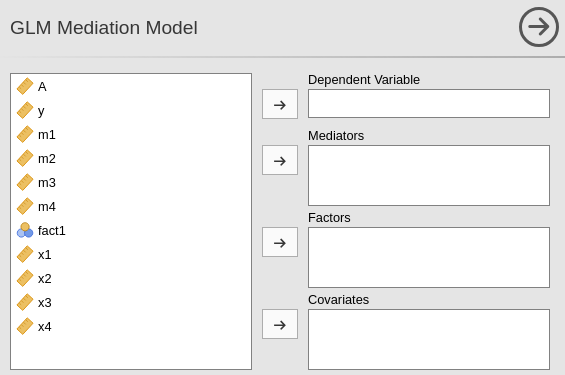 GLM Mediation Model
A
y
m1
m2
m3
m4
fact1
x1
x2
x3
x4
Dependent Variable
Mediators
Factors
Covariates